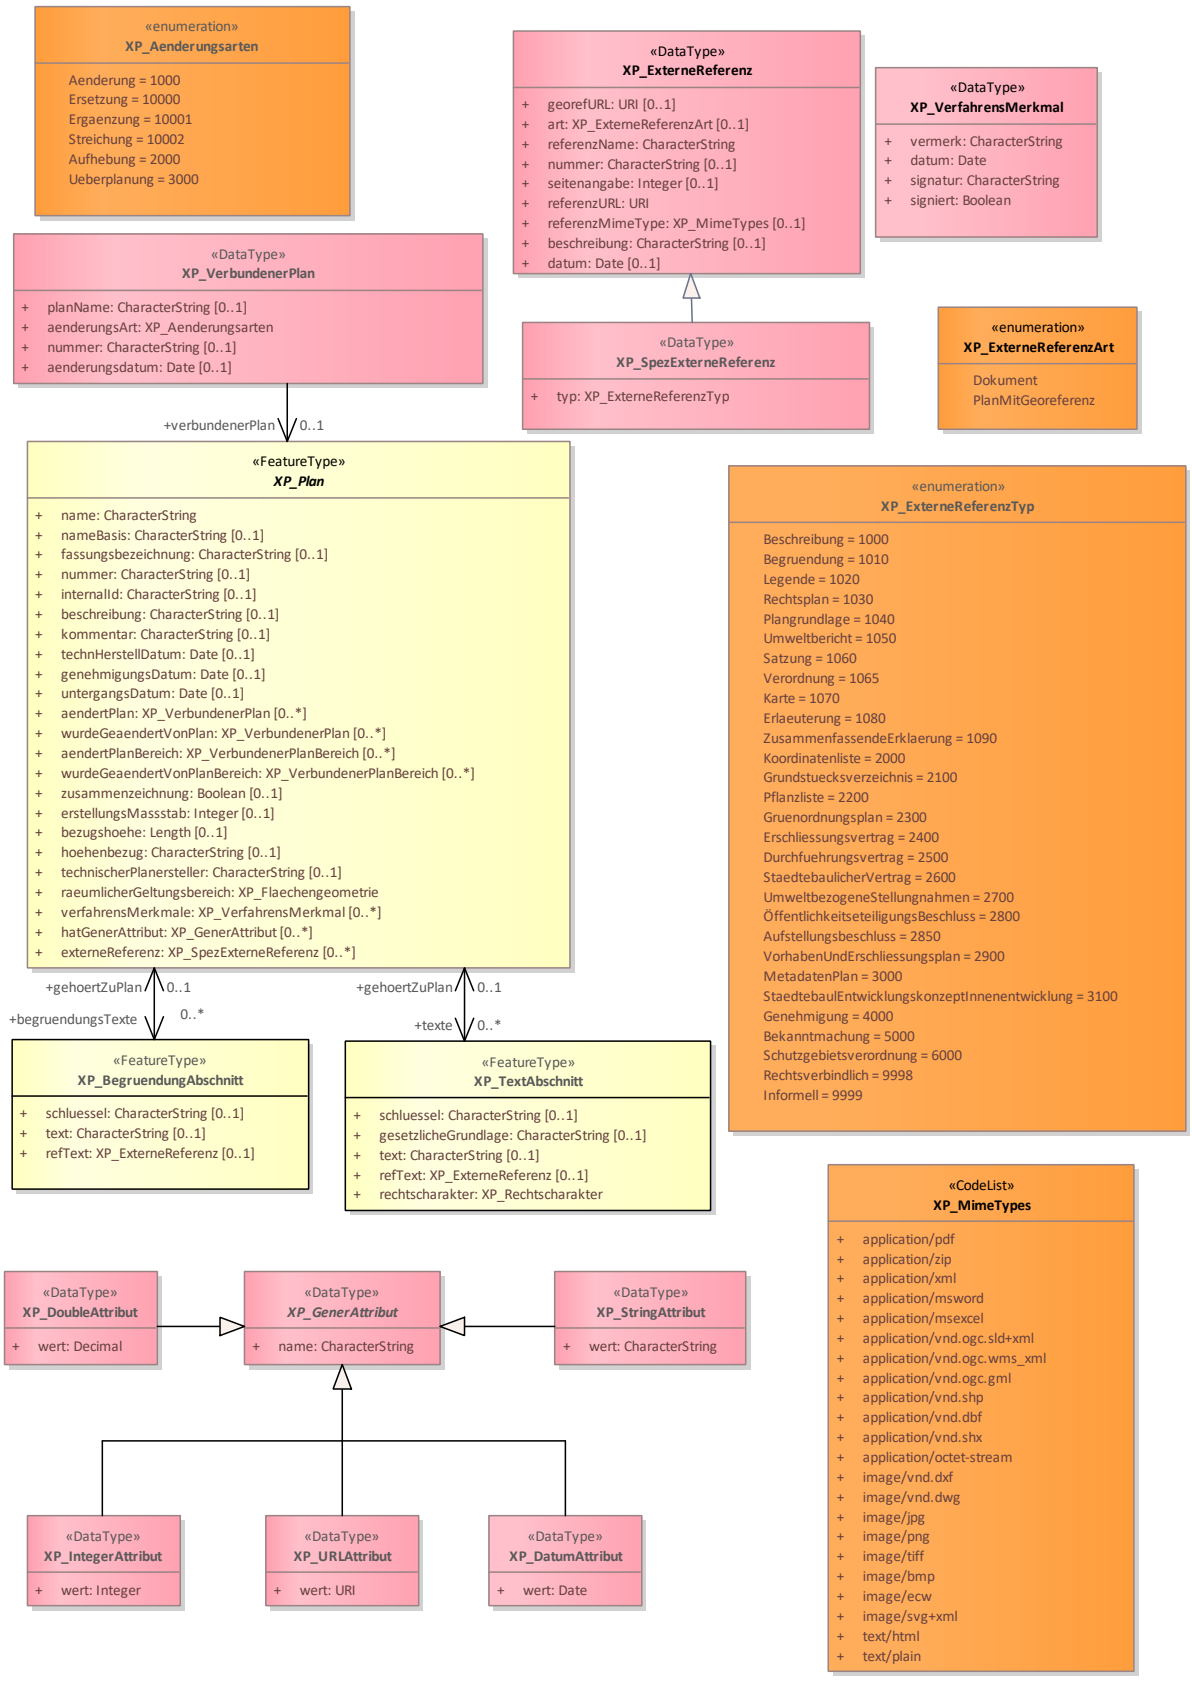 «enumeration»
XP_Aenderungsarten
Aenderung = 1000
Ersetzung = 10000
Ergaenzung = 10001
Streichung = 10002
Aufhebung = 2000
Ueberplanung = 3000
«DataType»
XP_ExterneReferenz
+ georefURL: URI [0..1]
+ art: XP_ExterneReferenzArt [0..1]
+ referenzName: CharacterString
+ nummer: CharacterString [0..1]
+ seitenangabe: Integer [0..1]
+ referenzURL: URI
+ referenzMimeType: XP_MimeTypes [0..1]
+ beschreibung: CharacterString [0..1]
+ datum: Date [0..1]
«DataType»
XP_VerfahrensMerkmal
+ vermerk: CharacterString
+ datum: Date
+ signatur: CharacterString
+ signiert: Boolean
«DataType»
XP_VerbundenerPlan
+ planName: CharacterString [0..1]
+ aenderungsArt: XP_Aenderungsarten
+ nummer: CharacterString [0..1]
+ aenderungsdatum: Date [0..1]
«DataType»
XP_SpezExterneReferenz
+ typ: XP_ExterneReferenzTyp
«enumeration»
XP_ExterneReferenzArt
Dokument
PlanMitGeoreferenz
+verbundenerPlan 0..1
«FeatureType»
XP_Plan
+ name: CharacterString
+ nameBasis: CharacterString [0..1]
+ fassungsbezeichnung: CharacterString [0..1]
+ nummer: CharacterString [0..1]
+ internalId: CharacterString [0..1]
+ beschreibung: CharacterString [0..1]
+ kommentar: CharacterString [0..1]
+ technHerstellDatum: Date [0..1]
+ genehmigungsDatum: Date [0..1]
+ untergangsDatum: Date [0..1]
+ aendertPlan: XP_VerbundenerPlan [0..*]
+ wurdeGeaendertVonPlan: XP_VerbundenerPlan [0..*]
+ aendertPlanBereich: XP_VerbundenerPlanBereich [0..*]
+ wurdeGeaendertVonPlanBereich: XP_VerbundenerPlanBereich [0..*]
+ zusammenzeichnung: Boolean [0..1]
+ erstellungsMassstab: Integer [0..1]
+ bezugshoehe: Length [0..1]
+ hoehenbezug: CharacterString [0..1]
+ technischerPlanersteller: CharacterString [0..1]
+ raeumlicherGeltungsbereich: XP_Flaechengeometrie
+ verfahrensMerkmale: XP_VerfahrensMerkmal [0..*]
+ hatGenerAttribut: XP_GenerAttribut [0..*]
+ externeReferenz: XP_SpezExterneReferenz [0..*]
«enumeration»
XP_ExterneReferenzTyp
Beschreibung = 1000
Begruendung = 1010
Legende = 1020
Rechtsplan = 1030
Plangrundlage = 1040
Umweltbericht = 1050
Satzung = 1060
Verordnung = 1065
Karte = 1070
Erlaeuterung = 1080
ZusammenfassendeErklaerung = 1090
Koordinatenliste = 2000
Grundstuecksverzeichnis = 2100
Pflanzliste = 2200
Gruenordnungsplan = 2300
Erschliessungsvertrag = 2400
Durchfuehrungsvertrag = 2500
StaedtebaulicherVertrag = 2600
UmweltbezogeneStellungnahmen = 2700
ÖffentlichkeitseteiligungsBeschluss = 2800
Aufstellungsbeschluss = 2850
VorhabenUndErschliessungsplan = 2900
MetadatenPlan = 3000
StaedtebaulEntwicklungskonzeptInnenentwicklung = 3100
Genehmigung = 4000
Bekanntmachung = 5000
Schutzgebietsverordnung = 6000
Rechtsverbindlich = 9998
Informell = 9999
+gehoertZuPlan 0..1
+begruendungsTexte 0..*
+gehoertZuPlan 0..1
+texte 0..*
«FeatureType»
XP_BegruendungAbschnitt
+ schluessel: CharacterString [0..1]
+ text: CharacterString [0..1]
+ refText: XP_ExterneReferenz [0..1]
«FeatureType»
XP_TextAbschnitt
+ schluessel: CharacterString [0..1]
+ gesetzlicheGrundlage: CharacterString [0..1]
+ text: CharacterString [0..1]
+ refText: XP_ExterneReferenz [0..1]
+ rechtscharakter: XP_Rechtscharakter
«CodeList»
XP_MimeTypes
+ application/pdf
+ application/zip
+ application/xml
+ application/msword
+ application/msexcel
+ application/vnd.ogc.sld+xml
+ application/vnd.ogc.wms_xml
+ application/vnd.ogc.gml
+ application/vnd.shp
+ application/vnd.dbf
+ application/vnd.shx
+ application/octet-stream
+ image/vnd.dxf
+ image/vnd.dwg
+ image/jpg
+ image/png
+ image/tiff
+ image/bmp
+ image/ecw
+ image/svg+xml
+ text/html
+ text/plain
«DataType»
XP_DoubleAttribut
+ wert: Decimal
«DataType»
XP_GenerAttribut
+ name: CharacterString
«DataType»
XP_StringAttribut
+ wert: CharacterString
«DataType»
XP_IntegerAttribut
+ wert: Integer
«DataType»
XP_URLAttribut
+ wert: URI
«DataType»
XP_DatumAttribut
+ wert: Date